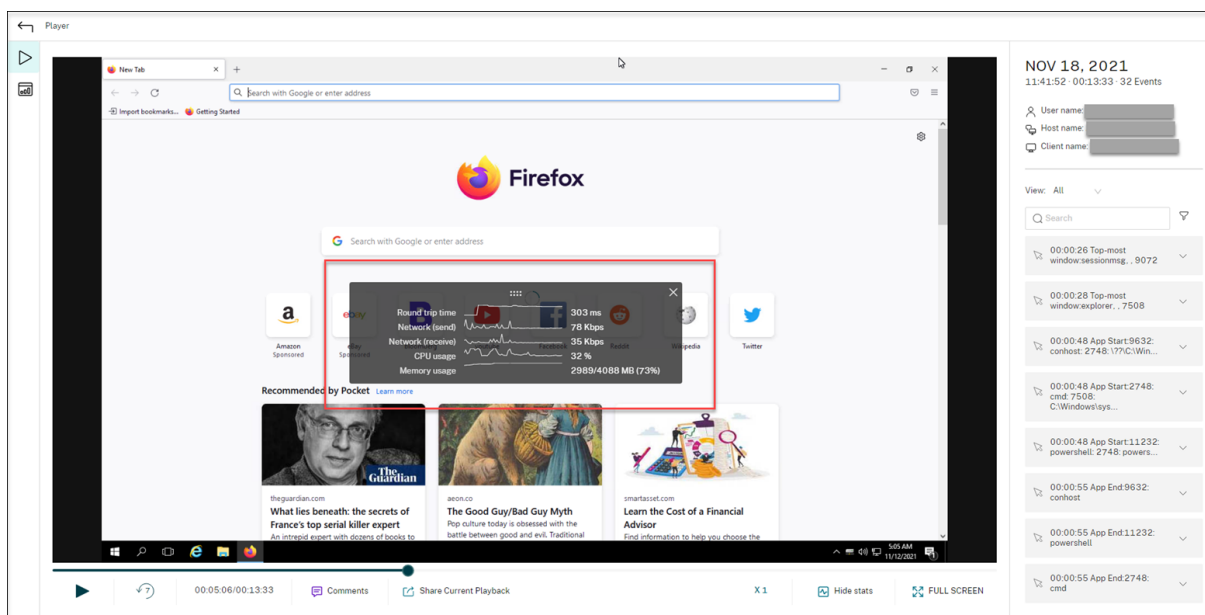 Player
New Tab
Search with Google or enter address
Import bookmarks...
Getting Started
Firefox
Search with Google or enter address
Round trip time 303 ms
Network (send) 78 Kbps
Network (receive) 35 Kbps
CPU usage 32 %
Memory usage 2989/4088 MB (73%)
a
ebay
Amazon
Sponsored
eBay
Facebook
Reddit
Wikipedia
Twitter
Recommended by Pocket Learn more
The
Guardian
theguardian.com
What lies beneath: the secrets of
France's top serial killer expert
An intrepid expert with dozens of books to
aeon.co
The Good Guy/Bad Guy Myth
Pop culture today is obsessed with the
battle between good and evil. Traditional
smartasset.com
Learn the Cost of a Financial
Advisor
Find information to help you choose the
5:05 AM
11/12/2021
7
00:05:06/00:13:33
Comments
Share Current Playback
X 1
Hide stats
FULL SCREEN
NOV 18, 2021
11:41:52 · 00:13:33 · 32 Events
User name:
Host name:
Client name:
View: All
Search
00:00:26 Top-most
window:sessionmsg, , 9072
00:00:28 Top-most
window:explorer, , 7508
00:00:48 App Start:9632:
conhost: 2748: \??\C:\Win...
00:00:48 App Start:2748:
cmd: 7508:
C:\Windows\sys...
00:00:48 App Start:11232:
powershell: 2748: powers...
00:00:55 App End:9632:
conhost
00:00:55 App End:11232:
powershell
00:00:55 App End:2748:
cmd